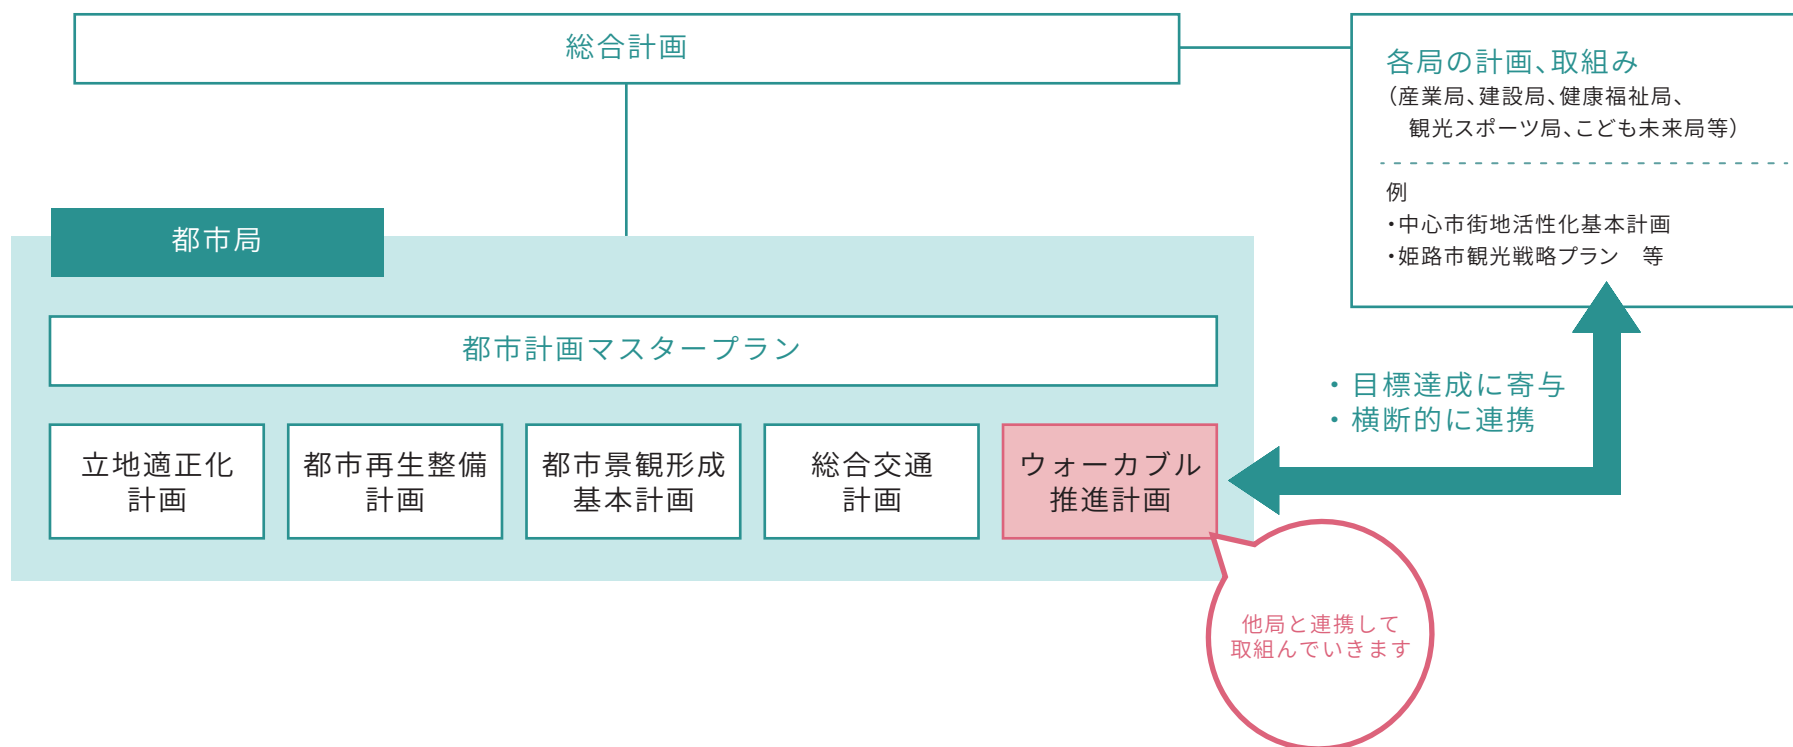 総合計画
各局の計画、取組み
（産業局、建設局、健康福祉局、
観光スポーツ局、こども未来局等）
例
・中心市街地活性化基本計画
・姫路市観光戦略プラン　等
都市局
都市計画マスタープラン
・目標達成に寄与
・横断的に連携
立地適正化
計画
都市再生整備
計画
都市景観形成
基本計画
総合交通
計画
ウォーカブル
推進計画
他局と連携して
取組んでいきます